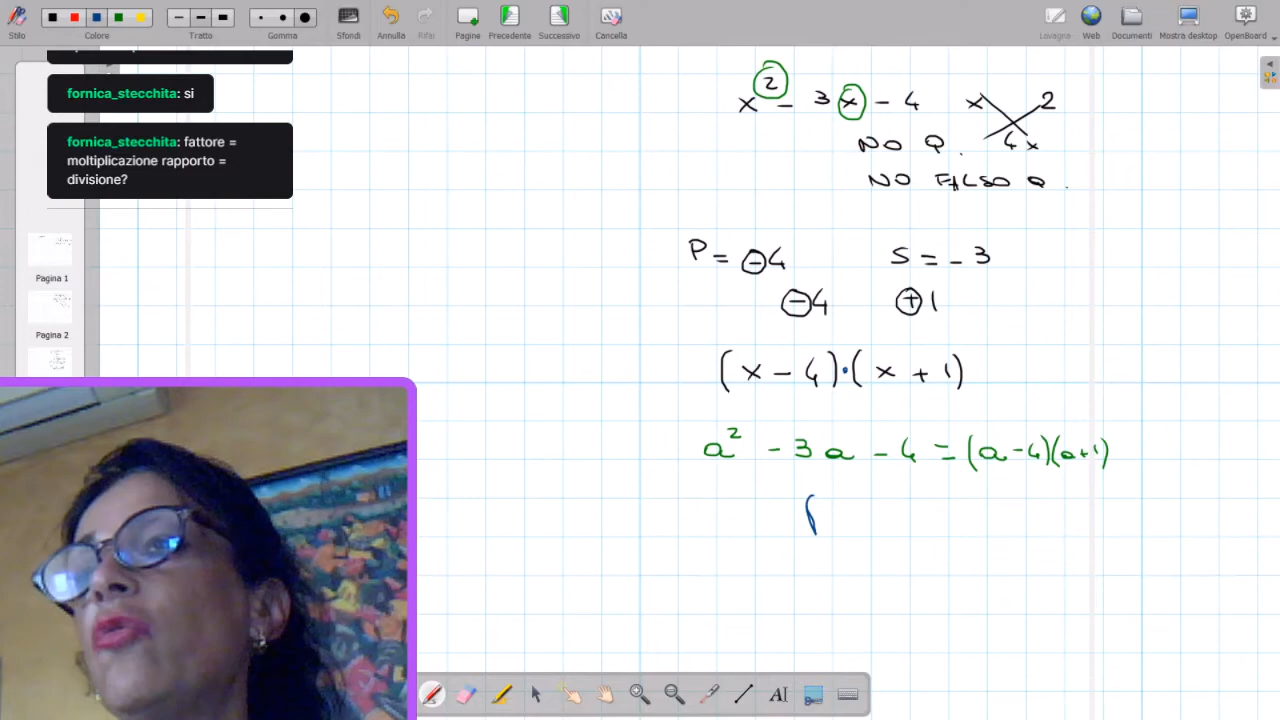 Stilo
Colore
Tratto
Gomma
Sfondi
Annulla
Rifai
Pagine
Precedente
Successivo
Cancella
Lavagna
Web
Documenti
Mostra desktop
OpenBoard
fornica_stecchita: si
fornica_stecchita: fattore =
moltiplicazione rapporto =
divisione?
Pagina 1
Pagina 2
x² - 3x - 4
x 2
4x
NO Q.
NO FALSO Q.
P = -4 S = -3
-4 +1
(x - 4)·(x + 1)
a² - 3a - 4 = (a-4)(a+1)
AI